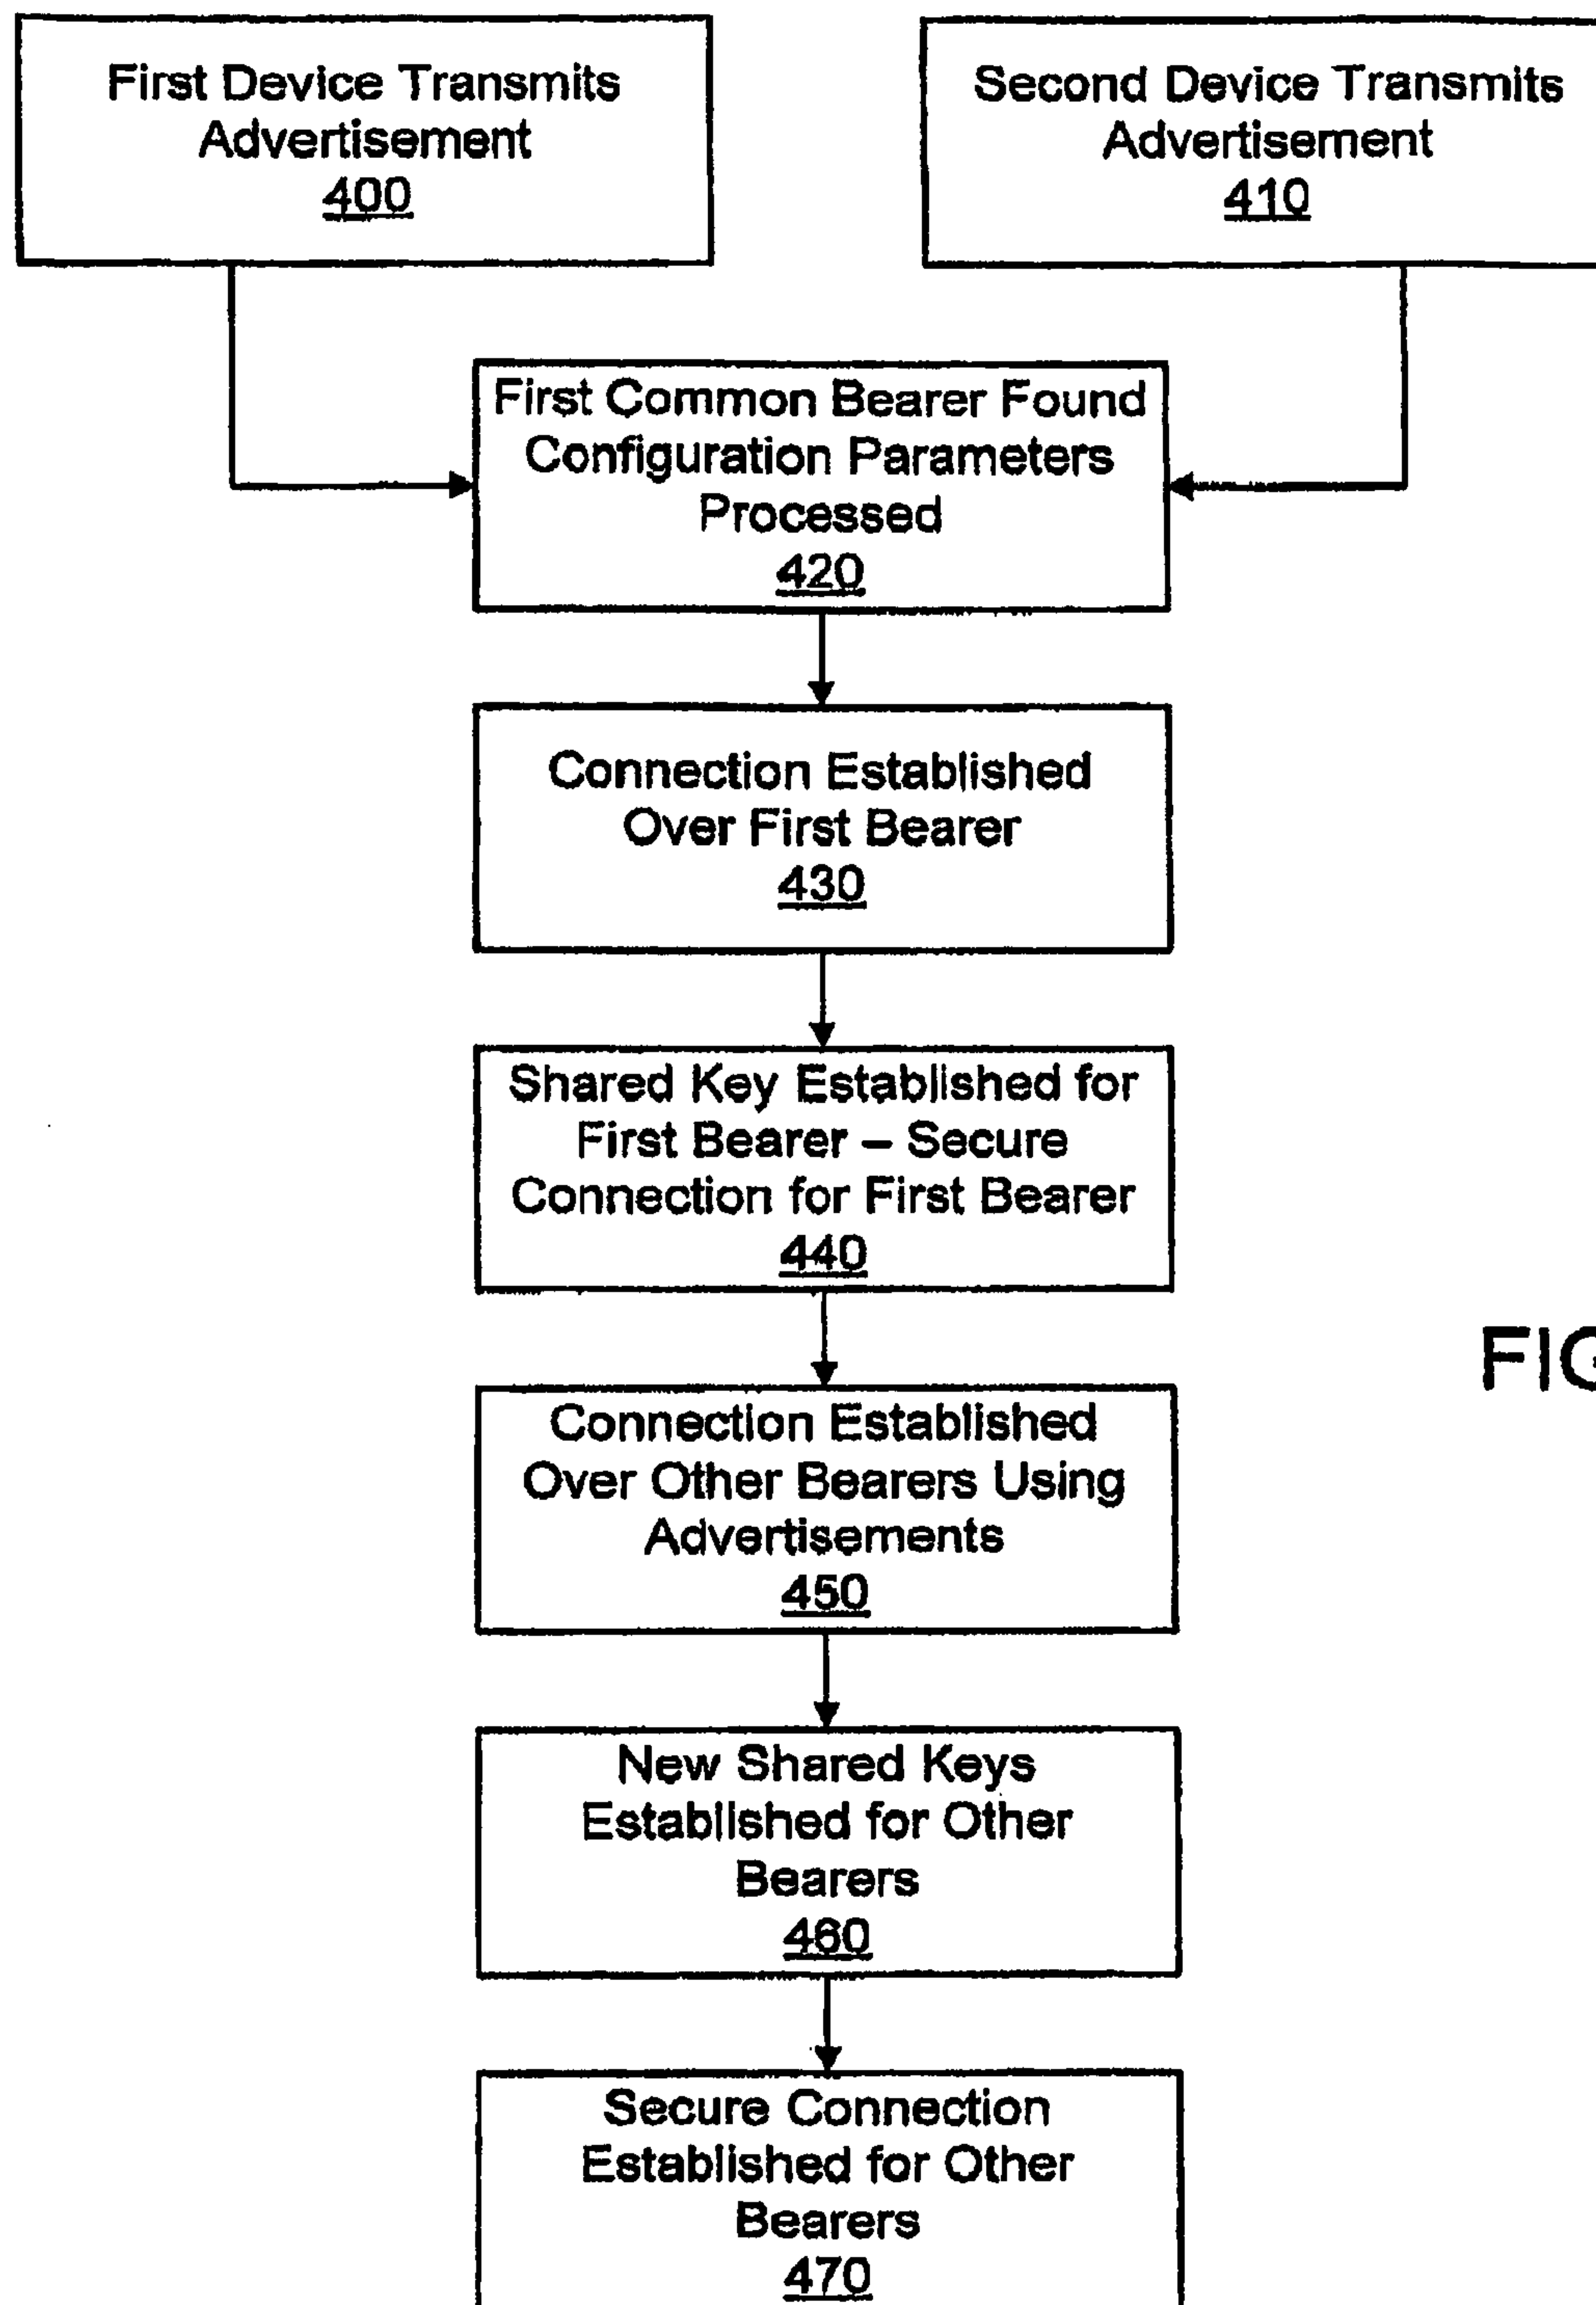 First Device Transmits
Advertisement
400
Second Device Transmits
Advertisement
410
First Common Bearer Found
Configuration Parameters
Processed
420
Connection Established
Over First Bearer
430
Shared Key Established for
First Bearer – Secure
Connection for First Bearer
440
Connection Established
Over Other Bearers Using
Advertisements
450
New Shared Keys
Established for Other
Bearers
460
Secure Connection
Established for Other
Bearers
470